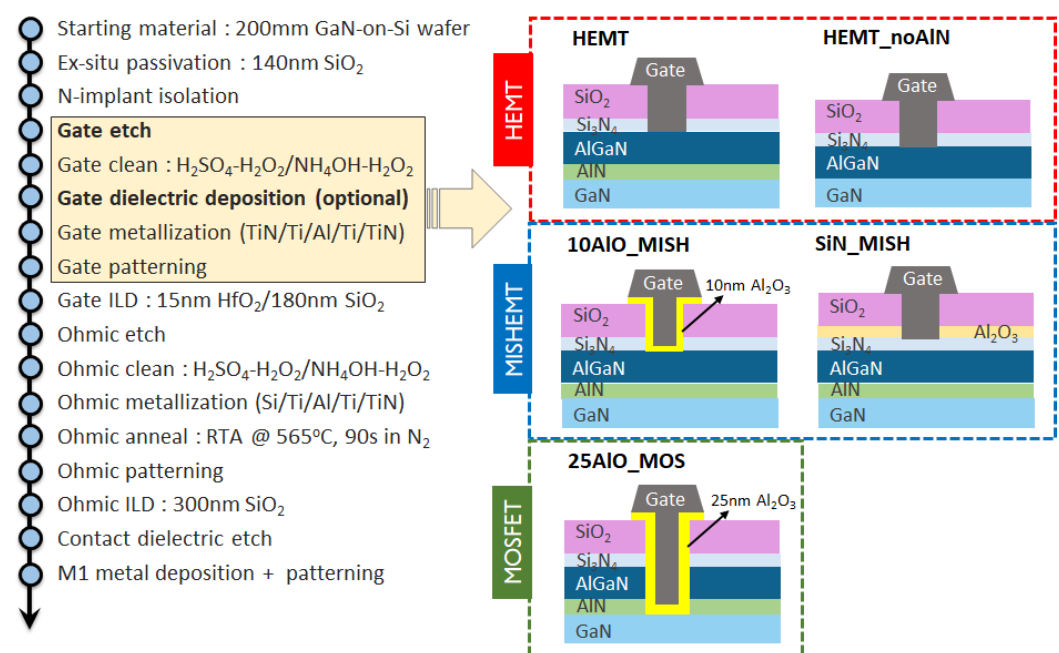 Starting material : 200mm GaN-on-Si wafer
Ex-situ passivation : 140nm SiO₂
N-implant isolation
Gate etch
Gate clean : H₂SO₄-H₂O₂/NH₄OH-H₂O₂
Gate dielectric deposition (optional)
Gate metallization (TiN/Ti/Al/Ti/TiN)
Gate patterning
Gate ILD : 15nm HfO₂/180nm SiO₂
Ohmic etch
Ohmic clean : H₂SO₄-H₂O₂/NH₄OH-H₂O₂
Ohmic metallization (Si/Ti/Al/Ti/TiN)
Ohmic anneal : RTA @ 565°C, 90s in N₂
Ohmic patterning
Ohmic ILD : 300nm SiO₂
Contact dielectric etch
M1 metal deposition + patterning
HEMT
HEMT
Gate
SiO₂
Si₃N₄
AlGaN
AlN
GaN
HEMT_noAlN
Gate
SiO₂
Si₃N₄
AlGaN
GaN
MISHEMT
10AlO_MISH
Gate
10nm Al₂O₃
SiO₂
Si₃N₄
AlGaN
AlN
GaN
SiN_MISH
Gate
SiO₂
Al₂O₃
Si₃N₄
AlGaN
AlN
GaN
MOSFET
25AlO_MOS
Gate
25nm Al₂O₃
SiO₂
Si₃N₄
AlGaN
AlN
GaN